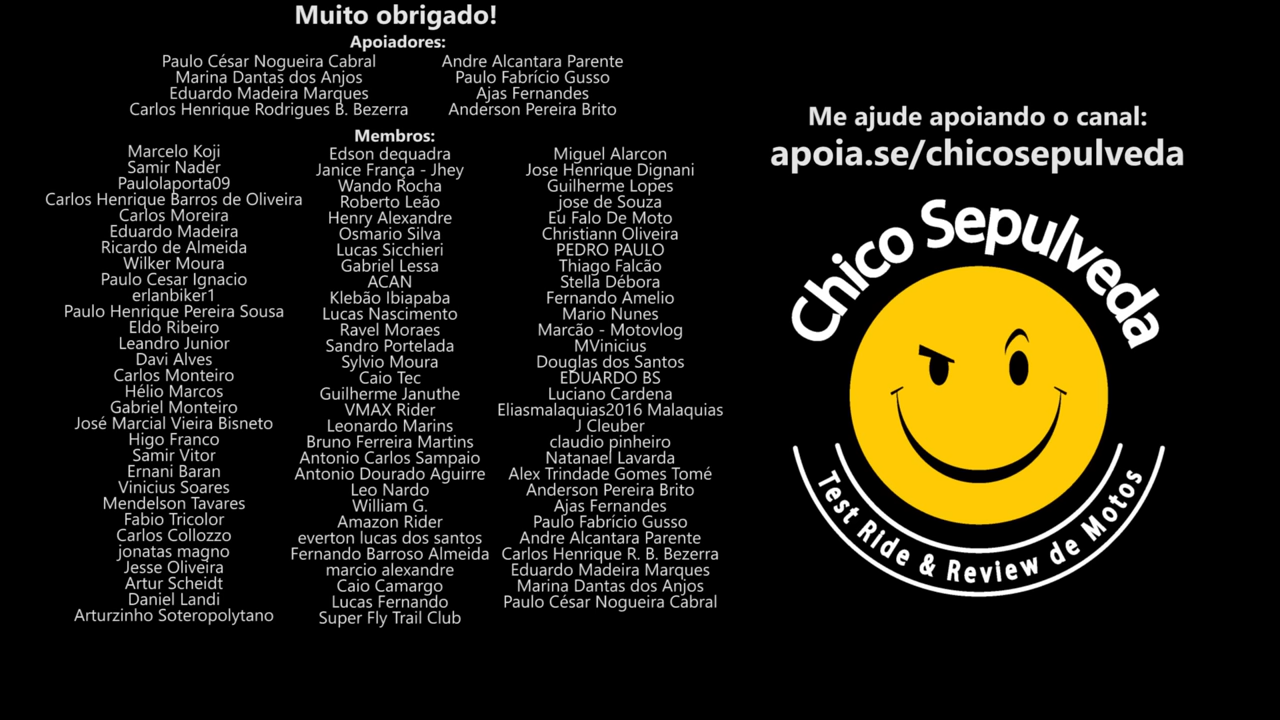 Muito obrigado!
Apoiadores:
Paulo César Nogueira Cabral
Marina Dantas dos Anjos
Eduardo Madeira Marques
Carlos Henrique Rodrigues B. Bezerra
Andre Alcantara Parente
Paulo Fabrício Gusso
Ajas Fernandes
Anderson Pereira Brito
Membros:
Marcelo Koji
Samir Nader
Paulolaporta09
Carlos Henrique Barros de Oliveira
Carlos Moreira
Eduardo Madeira
Ricardo de Almeida
Wilker Moura
Paulo Cesar Ignacio
erlanbiker1
Paulo Henrique Pereira Sousa
Eldo Ribeiro
Leandro Junior
Davi Alves
Carlos Monteiro
Hélio Marcos
Gabriel Monteiro
José Marcial Vieira Bisneto
Higo Franco
Samir Vitor
Ernani Baran
Vinicius Soares
Mendelson Tavares
Fabio Tricolor
Carlos Collozzo
jonatas magno
Jesse Oliveira
Artur Scheidt
Daniel Landi
Arturzinho Soteropolytano
Edson dequadra
Janice França - Jhey
Wando Rocha
Roberto Leão
Henry Alexandre
Osmario Silva
Lucas Sicchieri
Gabriel Lessa
ACAN
Klebão Ibiapaba
Lucas Nascimento
Ravel Moraes
Sandro Portelada
Sylvio Moura
Caio Tec
Guilherme Januthe
VMAX Rider
Leonardo Marins
Bruno Ferreira Martins
Antonio Carlos Sampaio
Antonio Dourado Aguirre
Leo Nardo
William G.
Amazon Rider
everton lucas dos santos
Fernando Barroso Almeida
marcio alexandre
Caio Camargo
Lucas Fernando
Super Fly Trail Club
Miguel Alarcon
Jose Henrique Dignani
Guilherme Lopes
jose de Souza
Eu Falo De Moto
Christiann Oliveira
PEDRO PAULO
Thiago Falcão
Stella Débora
Fernando Amelio
Mario Nunes
Marcão - Motovlog
MVinicius
Douglas dos Santos
EDUARDO BS
Luciano Cardena
Eliasmalaquias2016 Malaquias
J Cleuber
claudio pinheiro
Natanael Lavarda
Alex Trindade Gomes Tomé
Anderson Pereira Brito
Ajas Fernandes
Paulo Fabrício Gusso
Andre Alcantara Parente
Carlos Henrique R. B. Bezerra
Eduardo Madeira Marques
Marina Dantas dos Anjos
Paulo César Nogueira Cabral
Me ajude apoiando o canal:
apoia.se/chicosepulveda
Chico Sepulveda
Test Ride & Review de Motos